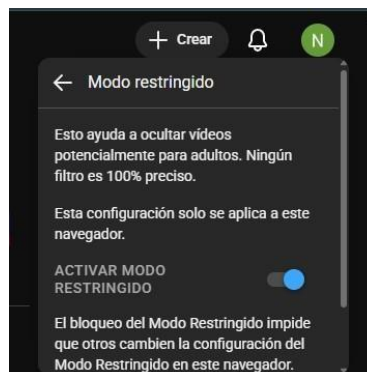 + Crear
N
← Modo restringido
Esto ayuda a ocultar vídeos
potencialmente para adultos. Ningún
filtro es 100% preciso.
Esta configuración solo se aplica a este
navegador.
ACTIVAR MODO
RESTRINGIDO
El bloqueo del Modo Restringido impide
que otros cambien la configuración del
Modo Restringido en este navegador.